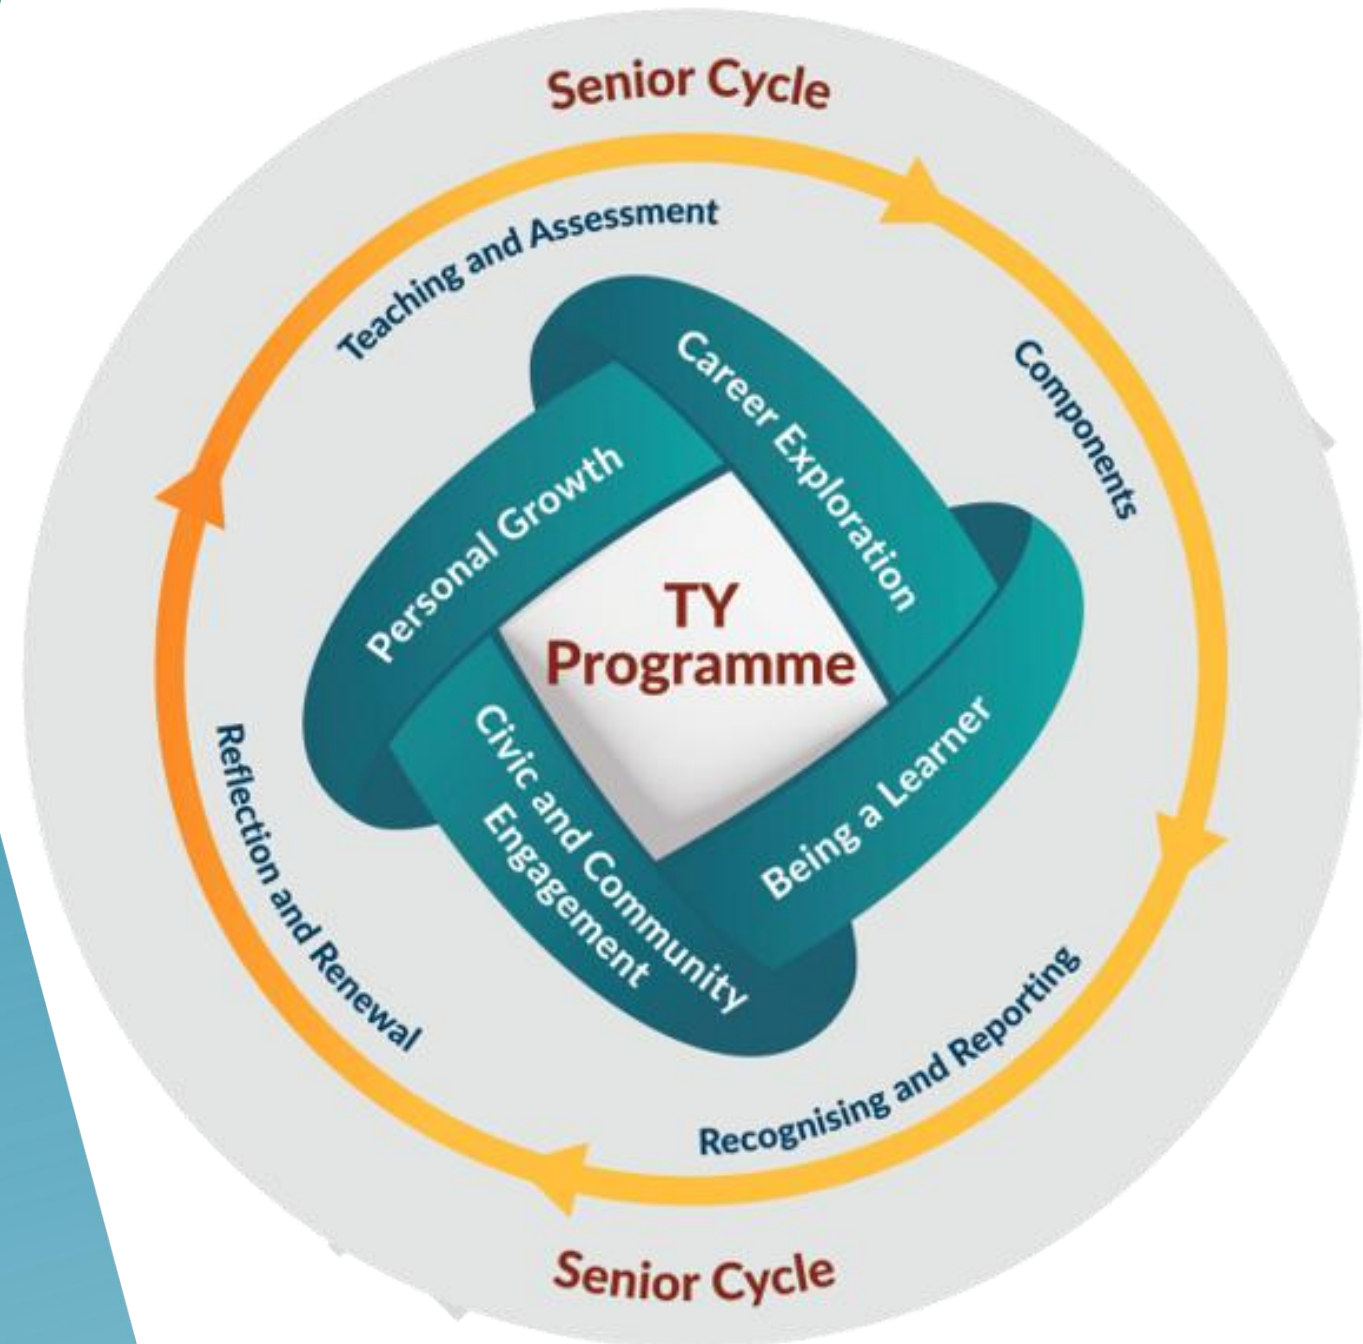 Senior Cycle
Teaching and Assessment
Components
Career Exploration
Personal Growth
TY
Programme
Being a Learner
Civic and Community
Engagement
Reflection and Renewal
Recognising and Reporting
Senior Cycle